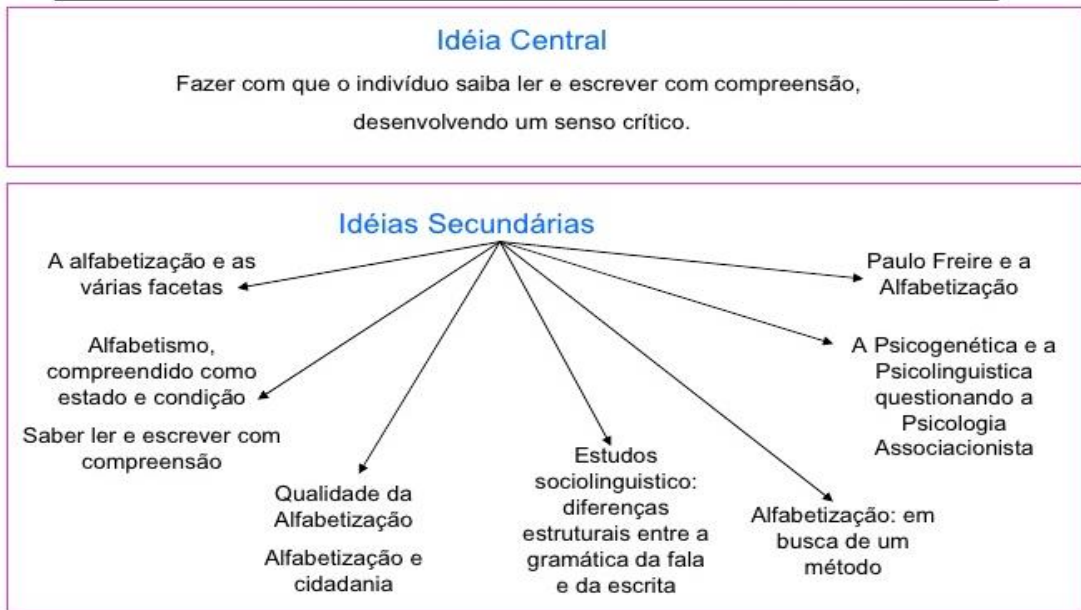 Idéia Central
Fazer com que o indivíduo saiba ler e escrever com compreensão,
desenvolvendo um senso crítico.
Idéias Secundárias
A alfabetização e as
várias facetas
Alfabetismo,
compreendido como
estado e condição
Saber ler e escrever com
compreensão
Qualidade da
Alfabetização
Alfabetização e
cidadania
Estudos
sociolinguistico:
diferenças
estruturais entre a
gramática da fala
e da escrita
Alfabetização: em
busca de um
método
A Psicogenética e a
Psicolinguistica
questionando a
Psicologia
Associacionista
Paulo Freire e a
Alfabetização